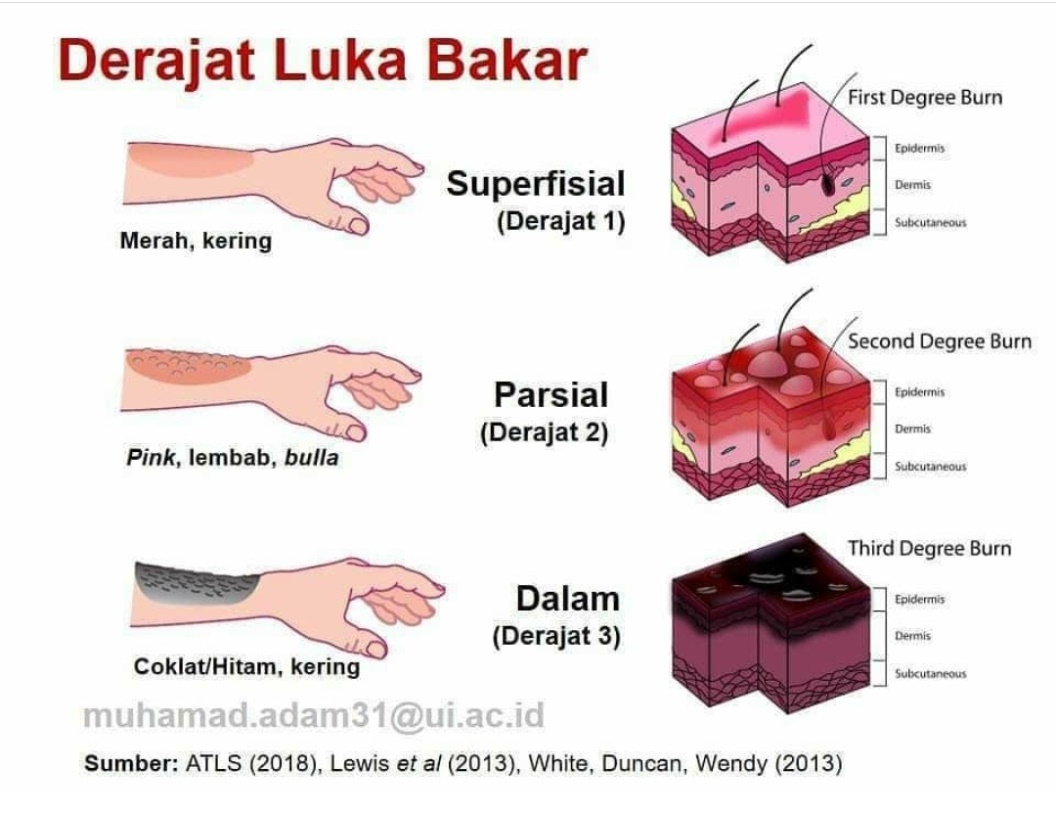 Derajat Luka Bakar
Merah, kering
Superfisial
(Derajat 1)
First Degree Burn
Epidermis
Dermis
Subcutaneous
Pink, lembab, bulla
Parsial
(Derajat 2)
Second Degree Burn
Epidermis
Dermis
Subcutaneous
Coklat/Hitam, kering
Dalam
(Derajat 3)
Third Degree Burn
Epidermis
Dermis
Subcutaneous
muhamad.adam31@ui.ac.id
Sumber: ATLS (2018), Lewis et al (2013), White, Duncan, Wendy (2013)